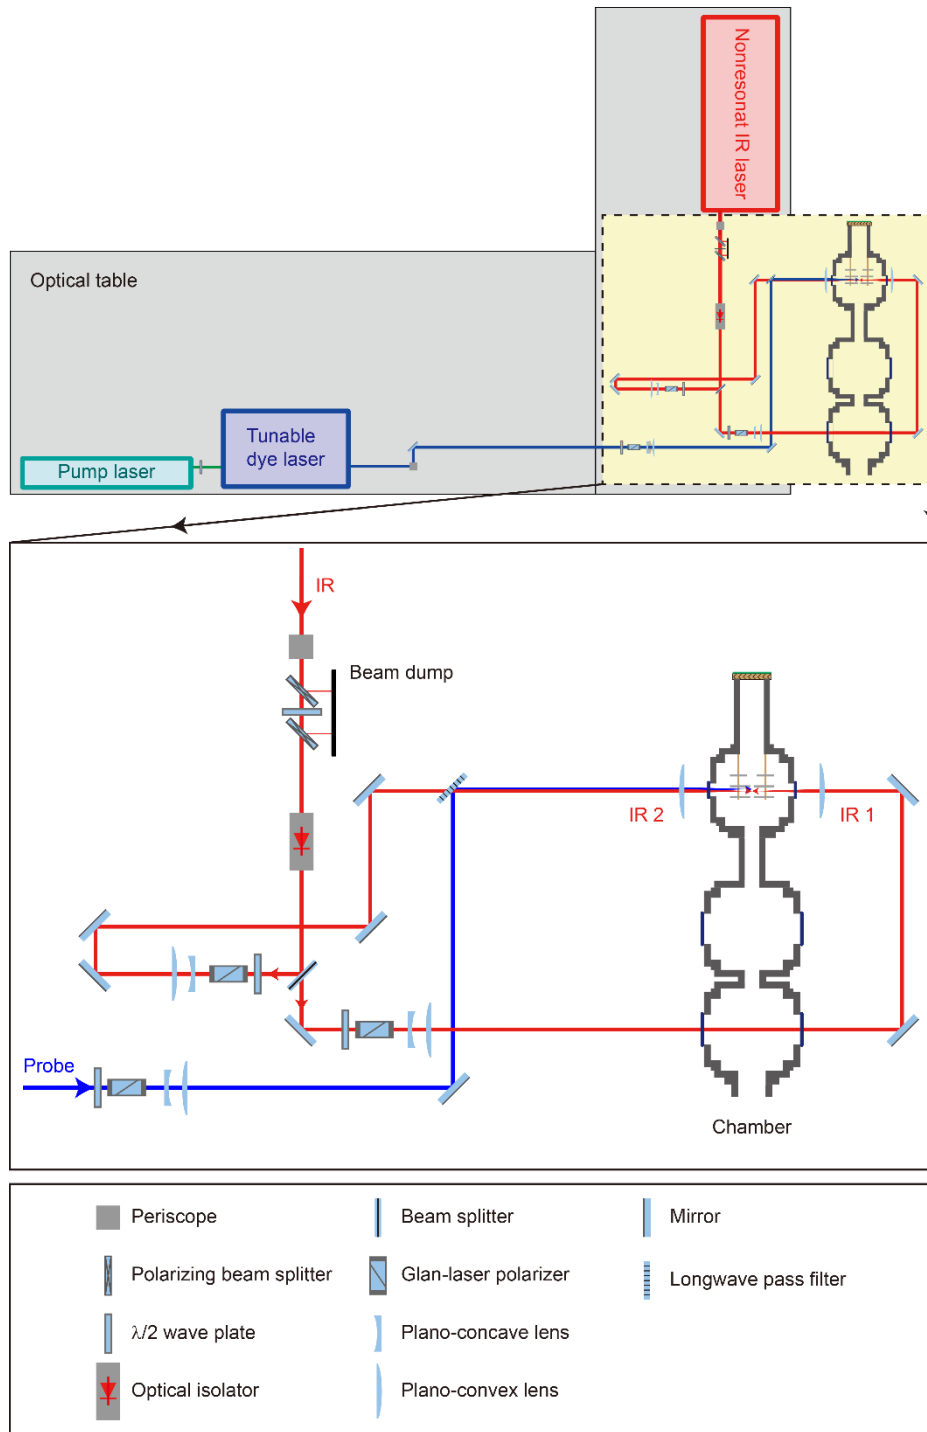 Nonresonat IR laser
Optical table
Tunable
dye laser
Pump laser
IR
Beam dump
IR 2
IR 1
Probe
Chamber
Periscope
Beam splitter
Mirror
Polarizing beam splitter
Glan-laser polarizer
Longwave pass filter
λ/2 wave plate
Plano-concave lens
Optical isolator
Plano-convex lens